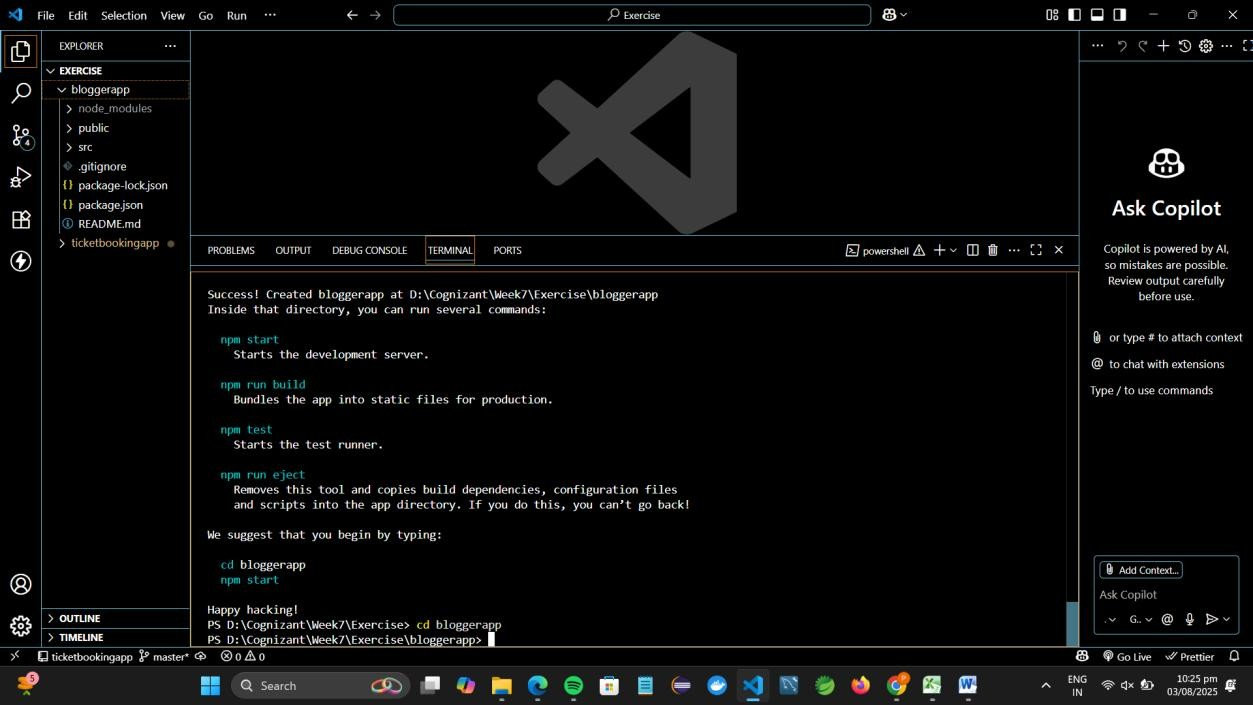 File Edit Selection View Go Run ··· Exercise
EXPLORER ···
EXERCISE
bloggerapp
node_modules
public
src
.gitignore
{} package-lock.json
{} package.json
README.md
ticketbookingapp
4
OUTLINE
TIMELINE
PROBLEMS OUTPUT DEBUG CONSOLE TERMINAL PORTS powershell
Success! Created bloggerapp at D:\Cognizant\Week7\Exercise\bloggerapp
Inside that directory, you can run several commands:
npm start
Starts the development server.
npm run build
Bundles the app into static files for production.
npm test
Starts the test runner.
npm run eject
Removes this tool and copies build dependencies, configuration files
and scripts into the app directory. If you do this, you can’t go back!
We suggest that you begin by typing:
cd bloggerapp
npm start
Happy hacking!
PS D:\Cognizant\Week7\Exercise> cd bloggerapp
PS D:\Cognizant\Week7\Exercise\bloggerapp>
Ask Copilot
Copilot is powered by AI,
so mistakes are possible.
Review output carefully
before use.
or type # to attach context
@ to chat with extensions
Type / to use commands
Add Context...
Ask Copilot
G..
ticketbookingapp master* 0 0 Go Live Prettier
5
Search
P
ENG
IN
10:25 pm
03/08/2025